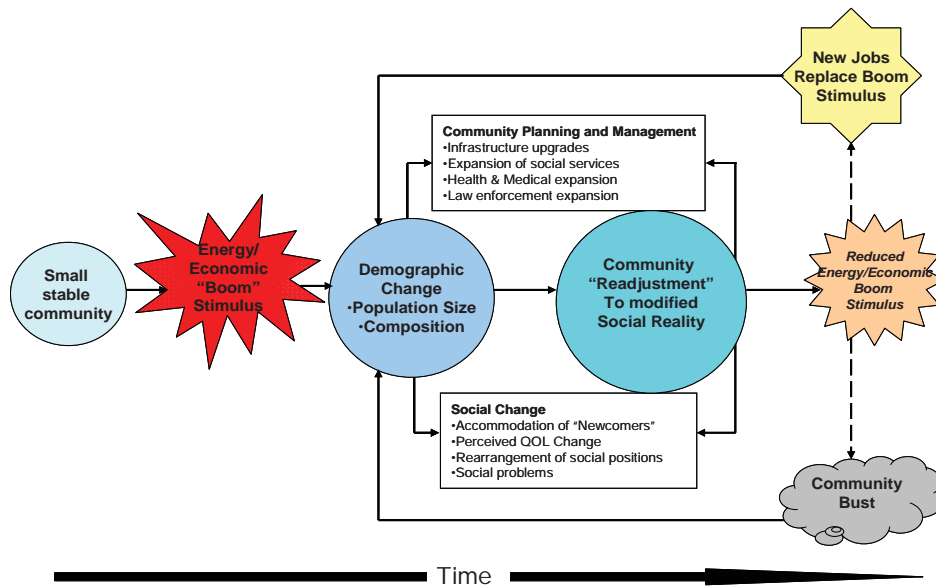 New Jobs
Replace Boom
Stimulus
Community Planning and Management
•Infrastructure upgrades
•Expansion of social services
•Health & Medical expansion
•Law enforcement expansion
Small
stable
community
Energy/
Economic
“Boom”
Stimulus
Demographic
Change
•Population Size
•Composition
Community
“Readjustment”
To modified
Social Reality
Reduced
Energy/Economic
Boom
Stimulus
Social Change
•Accommodation of “Newcomers”
•Perceived QOL Change
•Rearrangement of social positions
•Social problems
Community
Bust
Time